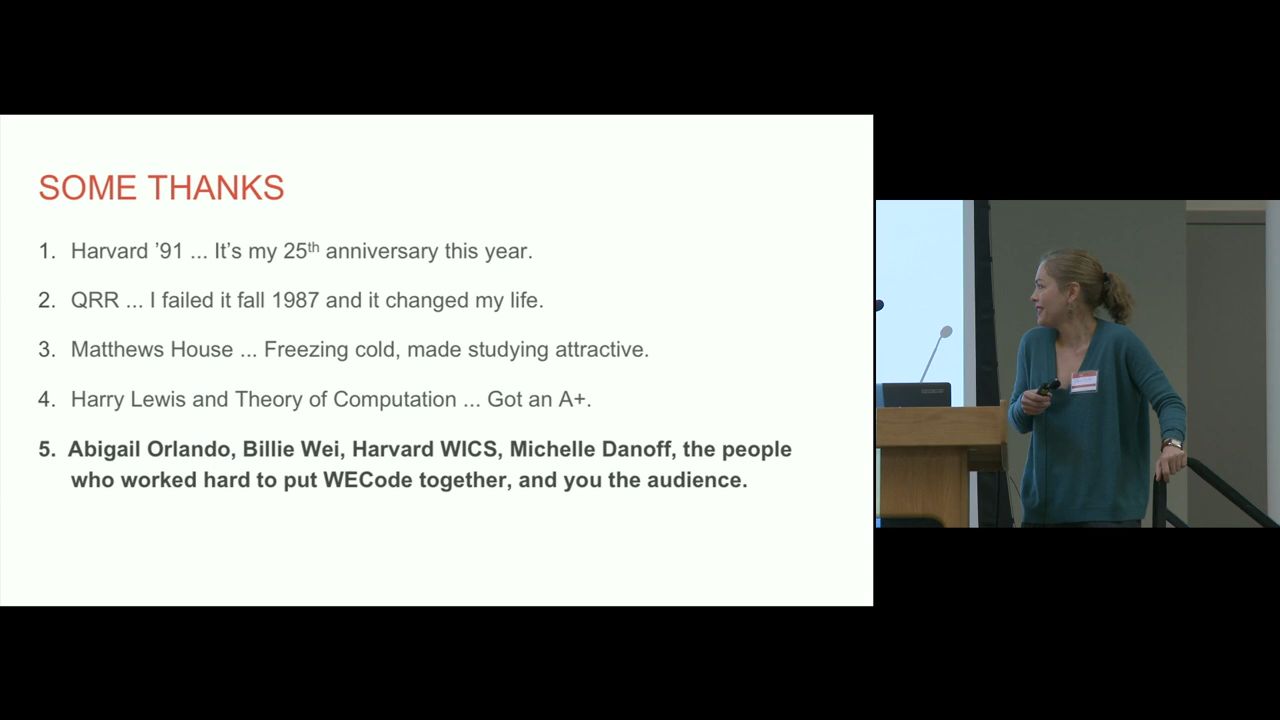 SOME THANKS
1. Harvard ’91 ... It’s my 25th anniversary this year.
2. QRR ... I failed it fall 1987 and it changed my life.
3. Matthews House ... Freezing cold, made studying attractive.
4. Harry Lewis and Theory of Computation ... Got an A+.
5. Abigail Orlando, Billie Wei, Harvard WICS, Michelle Danoff, the people
who worked hard to put WECode together, and you the audience.